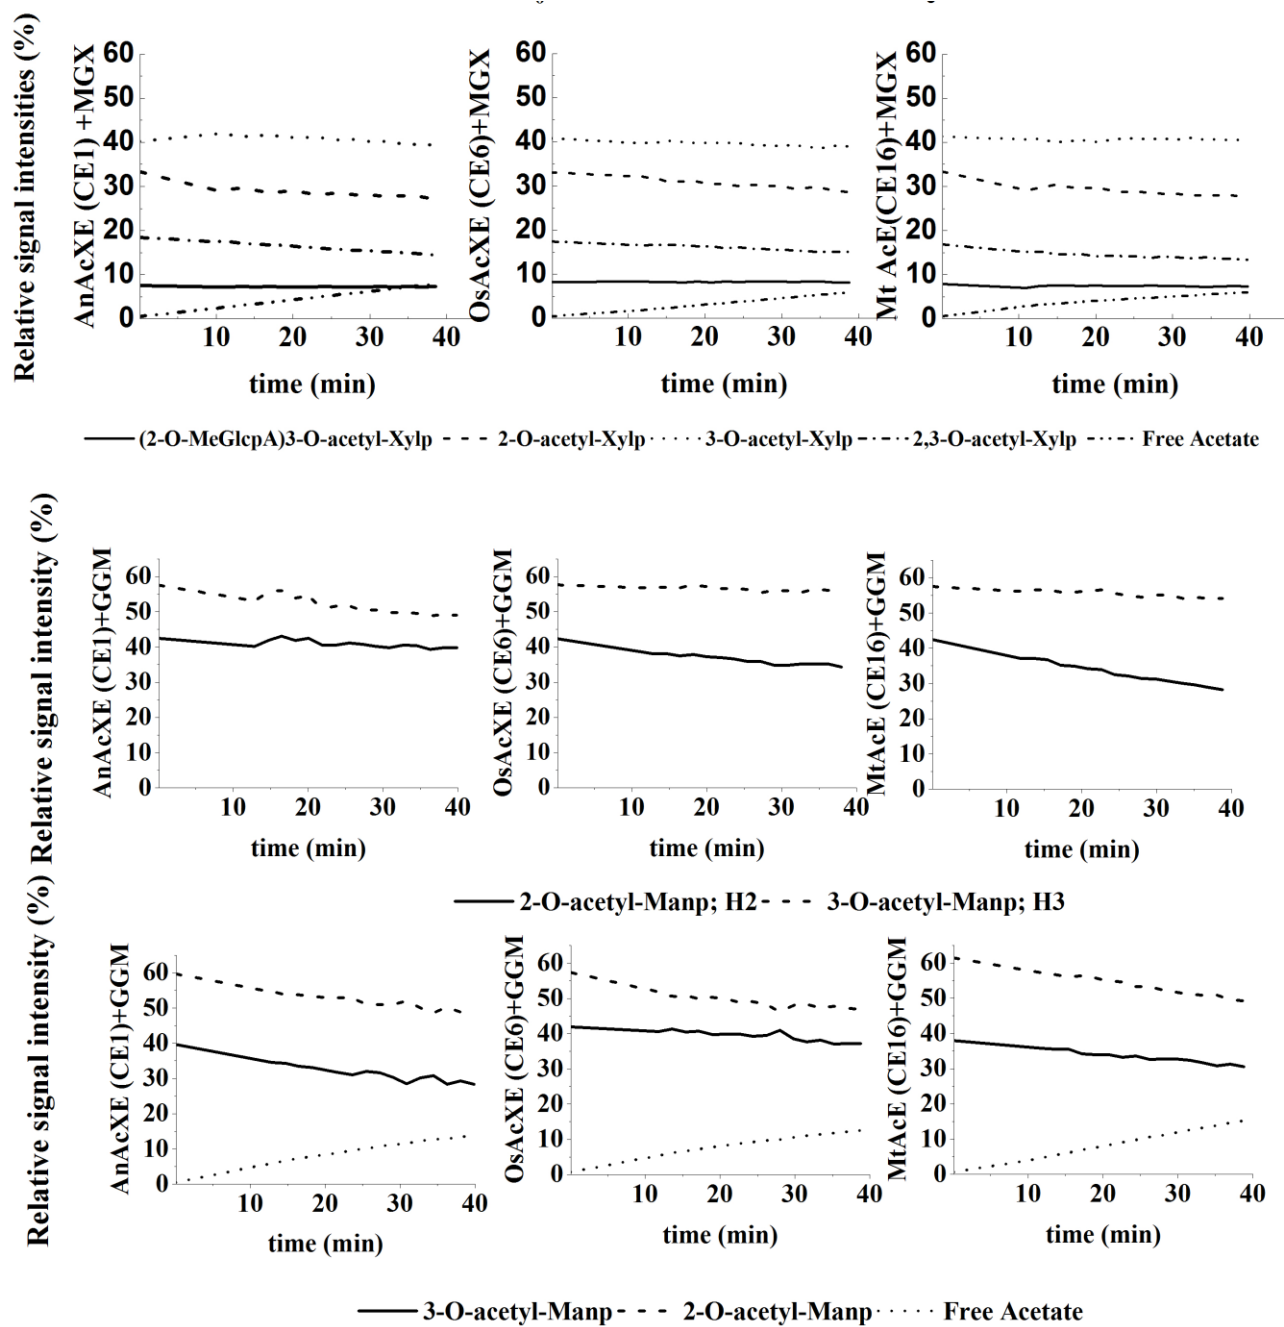 Relative signal intensities (%)
AnAcXE (CE1) +MGX
60
50
40
30
20
10
0
10 20 30 40
time (min)
OsAcXE (CE6)+MGX
60
50
40
30
20
10
0
10 20 30 40
time (min)
Mt AcE(CE16)+MGX
60
50
40
30
20
10
0
10 20 30 40
time (min)
(2-O-MeGlcpA)3-O-acetyl-Xylp 2-O-acetyl-Xylp 3-O-acetyl-Xylp 2,3-O-acetyl-Xylp Free Acetate
Relative signal intensity (%)
AnAcXE (CE1)+GGM
60
50
40
30
20
10
0
10 20 30 40
time (min)
OsAcXE (CE6)+GGM
60
50
40
30
20
10
0
10 20 30 40
time (min)
MtAcE (CE16)+GGM
60
50
40
30
20
10
0
10 20 30 40
time (min)
2-O-acetyl-Manp; H2 3-O-acetyl-Manp; H3
Relative signal intensity (%)
AnAcXE (CE1)+GGM
60
50
40
30
20
10
0
10 20 30 40
time (min)
OsAcXE (CE6)+GGM
60
50
40
30
20
10
0
10 20 30 40
time (min)
MtAcE (CE16)+GGM
60
50
40
30
20
10
0
10 20 30 40
time (min)
3-O-acetyl-Manp 2-O-acetyl-Manp Free Acetate